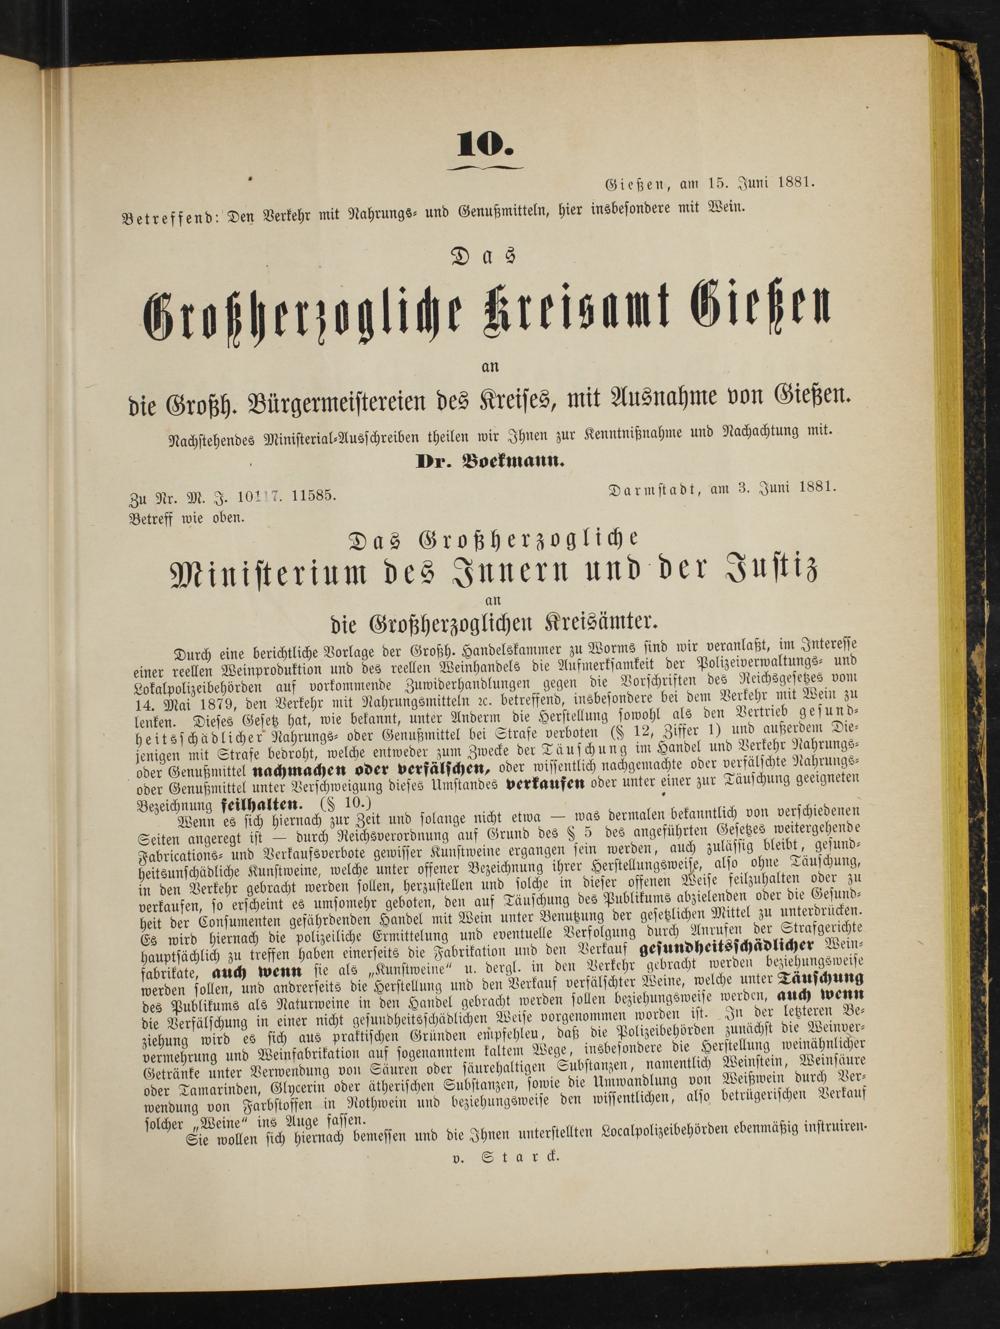 10.
Gießen, am 15. Juni 1881.
Betreffend: Den Verkehr mit Nahrungs- und Genußmitteln, hier insbesondere mit Wein.
Das
Großherzogliche Kreisamt Gießen
an
die Großh. Bürgermeistereien des Kreises, mit Ausnahme von Gießen.
Nachstehendes Ministerial-Ausschreiben theilen wir Ihnen zur Kenntnißnahme und Nachachtung mit.
Dr. Boekmann.
Zu Nr. M. J. 10117. 11585.
Darmstadt, am 3. Juni 1881.
Betreff wie oben.
Das Großherzogliche
Ministerium des Innern und der Justiz
an
die Großherzoglichen Kreisämter.
Durch eine berichtliche Vorlage der Großh. Handelskammer zu Worms sind wir veranlaßt, im Interesse
einer reellen Weinproduktion und des reellen Weinhandels die Aufmerksamkeit der Polizeiverwaltungs- und
Lokalpolizeibehörden auf vorkommende Zuwiderhandlungen gegen die Vorschriften des Reichsgesetzes vom
14. Mai 1879, den Verkehr mit Nahrungsmitteln ꝛc. betreffend, insbesondere bei dem Verkehr mit Wein zu
lenken. Dieses Gesetz hat, wie bekannt, unter Anderm die Herstellung sowohl als den Vertrieb gesund-
heitsschädlicher Nahrungs- oder Genußmittel bei Strafe verboten (§ 12, Ziffer 1) und außerdem Die-
jenigen mit Strafe bedroht, welche entweder zum Zwecke der Täuschung im Handel und Verkehr Nahrungs-
oder Genußmittel nachmachen oder verfälschen, oder wissentlich nachgemachte oder verfälschte Nahrungs-
oder Genußmittel unter Verschweigung dieses Umstandes verkaufen oder unter einer zur Täuschung geeigneten
Bezeichnung feilhalten. (§ 10.)
Wenn es sich hiernach zur Zeit und solange nicht etwa — was dermalen bekanntlich von verschiedenen
Seiten angeregt ist — durch Reichsverordnung auf Grund des § 5 des angeführten Gesetzes weitergehende
Fabrications- und Verkaufsverbote gewisser Kunstweine ergangen sein werden, auch zulässig bleibt, gesund-
heitsunschädliche Kunstweine, welche unter offener Bezeichnung ihrer Herstellungsweise, also ohne Täuschung,
in den Verkehr gebracht werden sollen, herzustellen und solche in dieser offenen Weise feilzuhalten oder zu
verkaufen, so erscheint es umsomehr geboten, den auf Täuschung des Publikums abzielenden oder die Gesund-
heit der Consumenten gefährdenden Handel mit Wein unter Benutzung der gesetzlichen Mittel zu unterdrücken.
Es wird hiernach die polizeiliche Ermittelung und eventuelle Verfolgung durch Anrufen der Strafgerichte
hauptsächlich zu treffen haben einerseits die Fabrikation und den Verkauf gesundheitsschädlicher Wein-
fabrikate, auch wenn sie als „Kunstweine“ u. dergl. in den Verkehr gebracht werden beziehungsweise
werden sollen, und andrerseits die Herstellung und den Verkauf verfälschter Weine, welche unter Täuschung
des Publikums als Naturweine in den Handel gebracht werden sollen beziehungsweise werden, auch wenn
die Verfälschung in einer nicht gesundheitsschädlichen Weise vorgenommen worden ist. In der letzteren Be-
ziehung wird es sich aus praktischen Gründen empfehlen, daß die Polizeibehörden zunächst die Weinver-
vermehrung und Weinfabrikation auf sogenanntem kaltem Wege, insbesondere die Herstellung weinähnlicher
Getränke unter Verwendung von Säuren oder säurehaltigen Substanzen, namentlich Weinstein, Weinsäure
oder Tamarinden, Glycerin oder ätherischen Substanzen, sowie die Umwandlung von Weißwein durch Ver-
wendung von Farbstoffen in Rothwein und beziehungsweise den wissentlichen, also betrügerischen Verkauf
solcher „Weine“ ins Auge fassen.
Sie wollen sich hiernach bemessen und die Ihnen unterstellten Localpolizeibehörden ebenmäßig instruiren.
v. Starck.